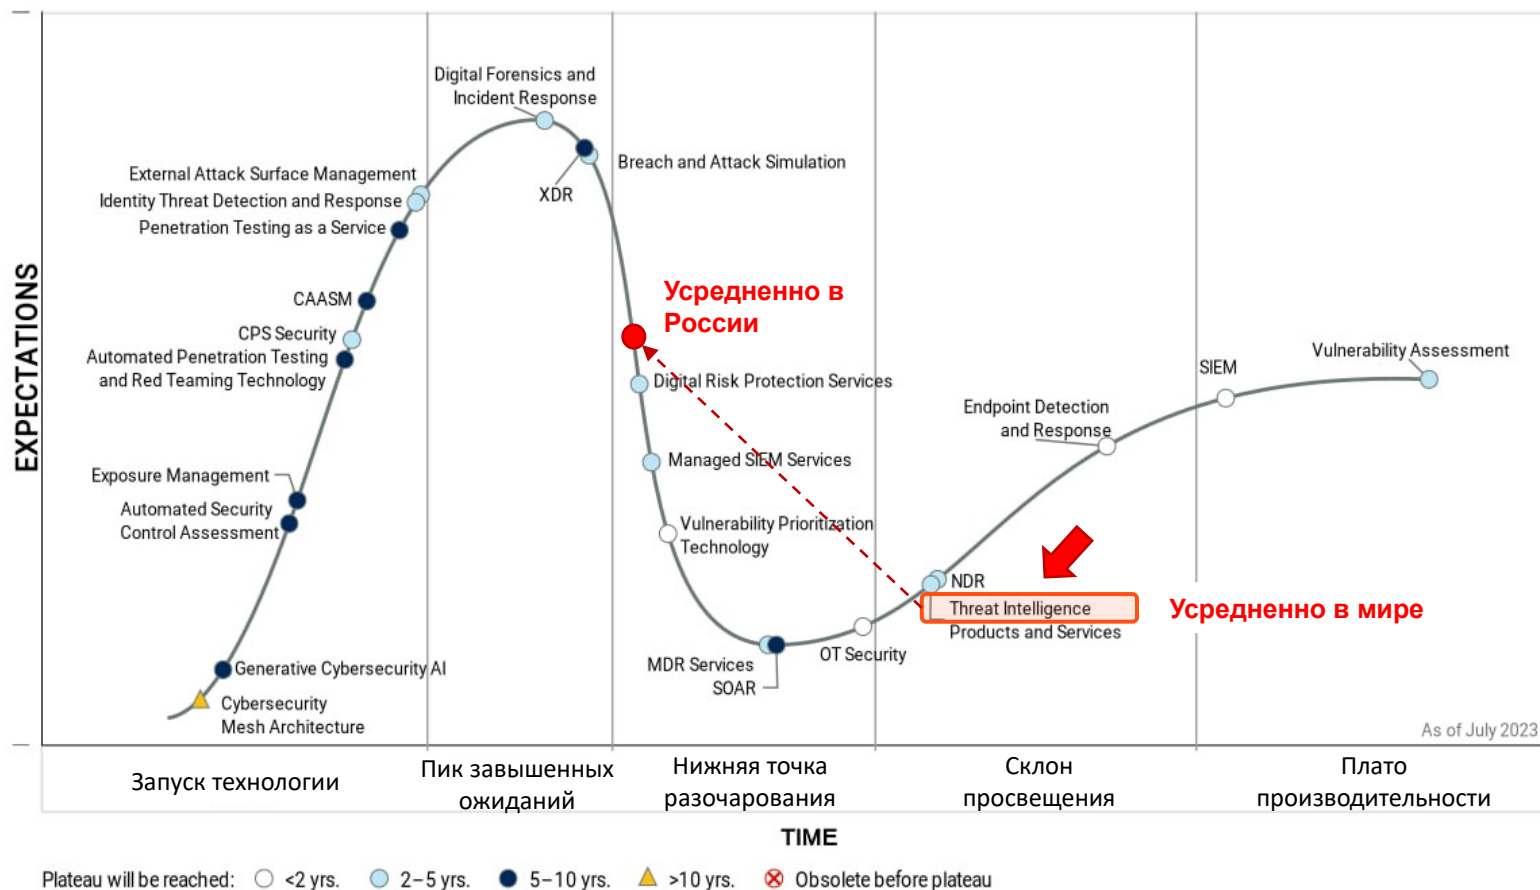 Digital Forensics and
Incident Response
External Attack Surface Management
Breach and Attack Simulation
Identity Threat Detection and Response
XDR
Penetration Testing as a Service
CAASM
CPS Security
Automated Penetration Testing
and Red Teaming Technology
Exposure Management
Automated Security
Control Assessment
Generative Cybersecurity AI
Cybersecurity
Mesh Architecture
EXPECTATIONS
Усредненно в
России
Digital Risk Protection Services
Managed SIEM Services
Vulnerability Prioritization
Technology
MDR Services
SOAR
OT Security
NDR
Threat Intelligence
Products and Services
Усредненно в мире
Endpoint Detection
and Response
SIEM
Vulnerability Assessment
As of July 2023
Запуск технологии
Пик завышенных
ожиданий
Нижняя точка
разочарования
Склон
просвещения
Плато
производительности
TIME
Plateau will be reached: <2 yrs. 2–5 yrs. 5–10 yrs. >10 yrs. Obsolete before plateau